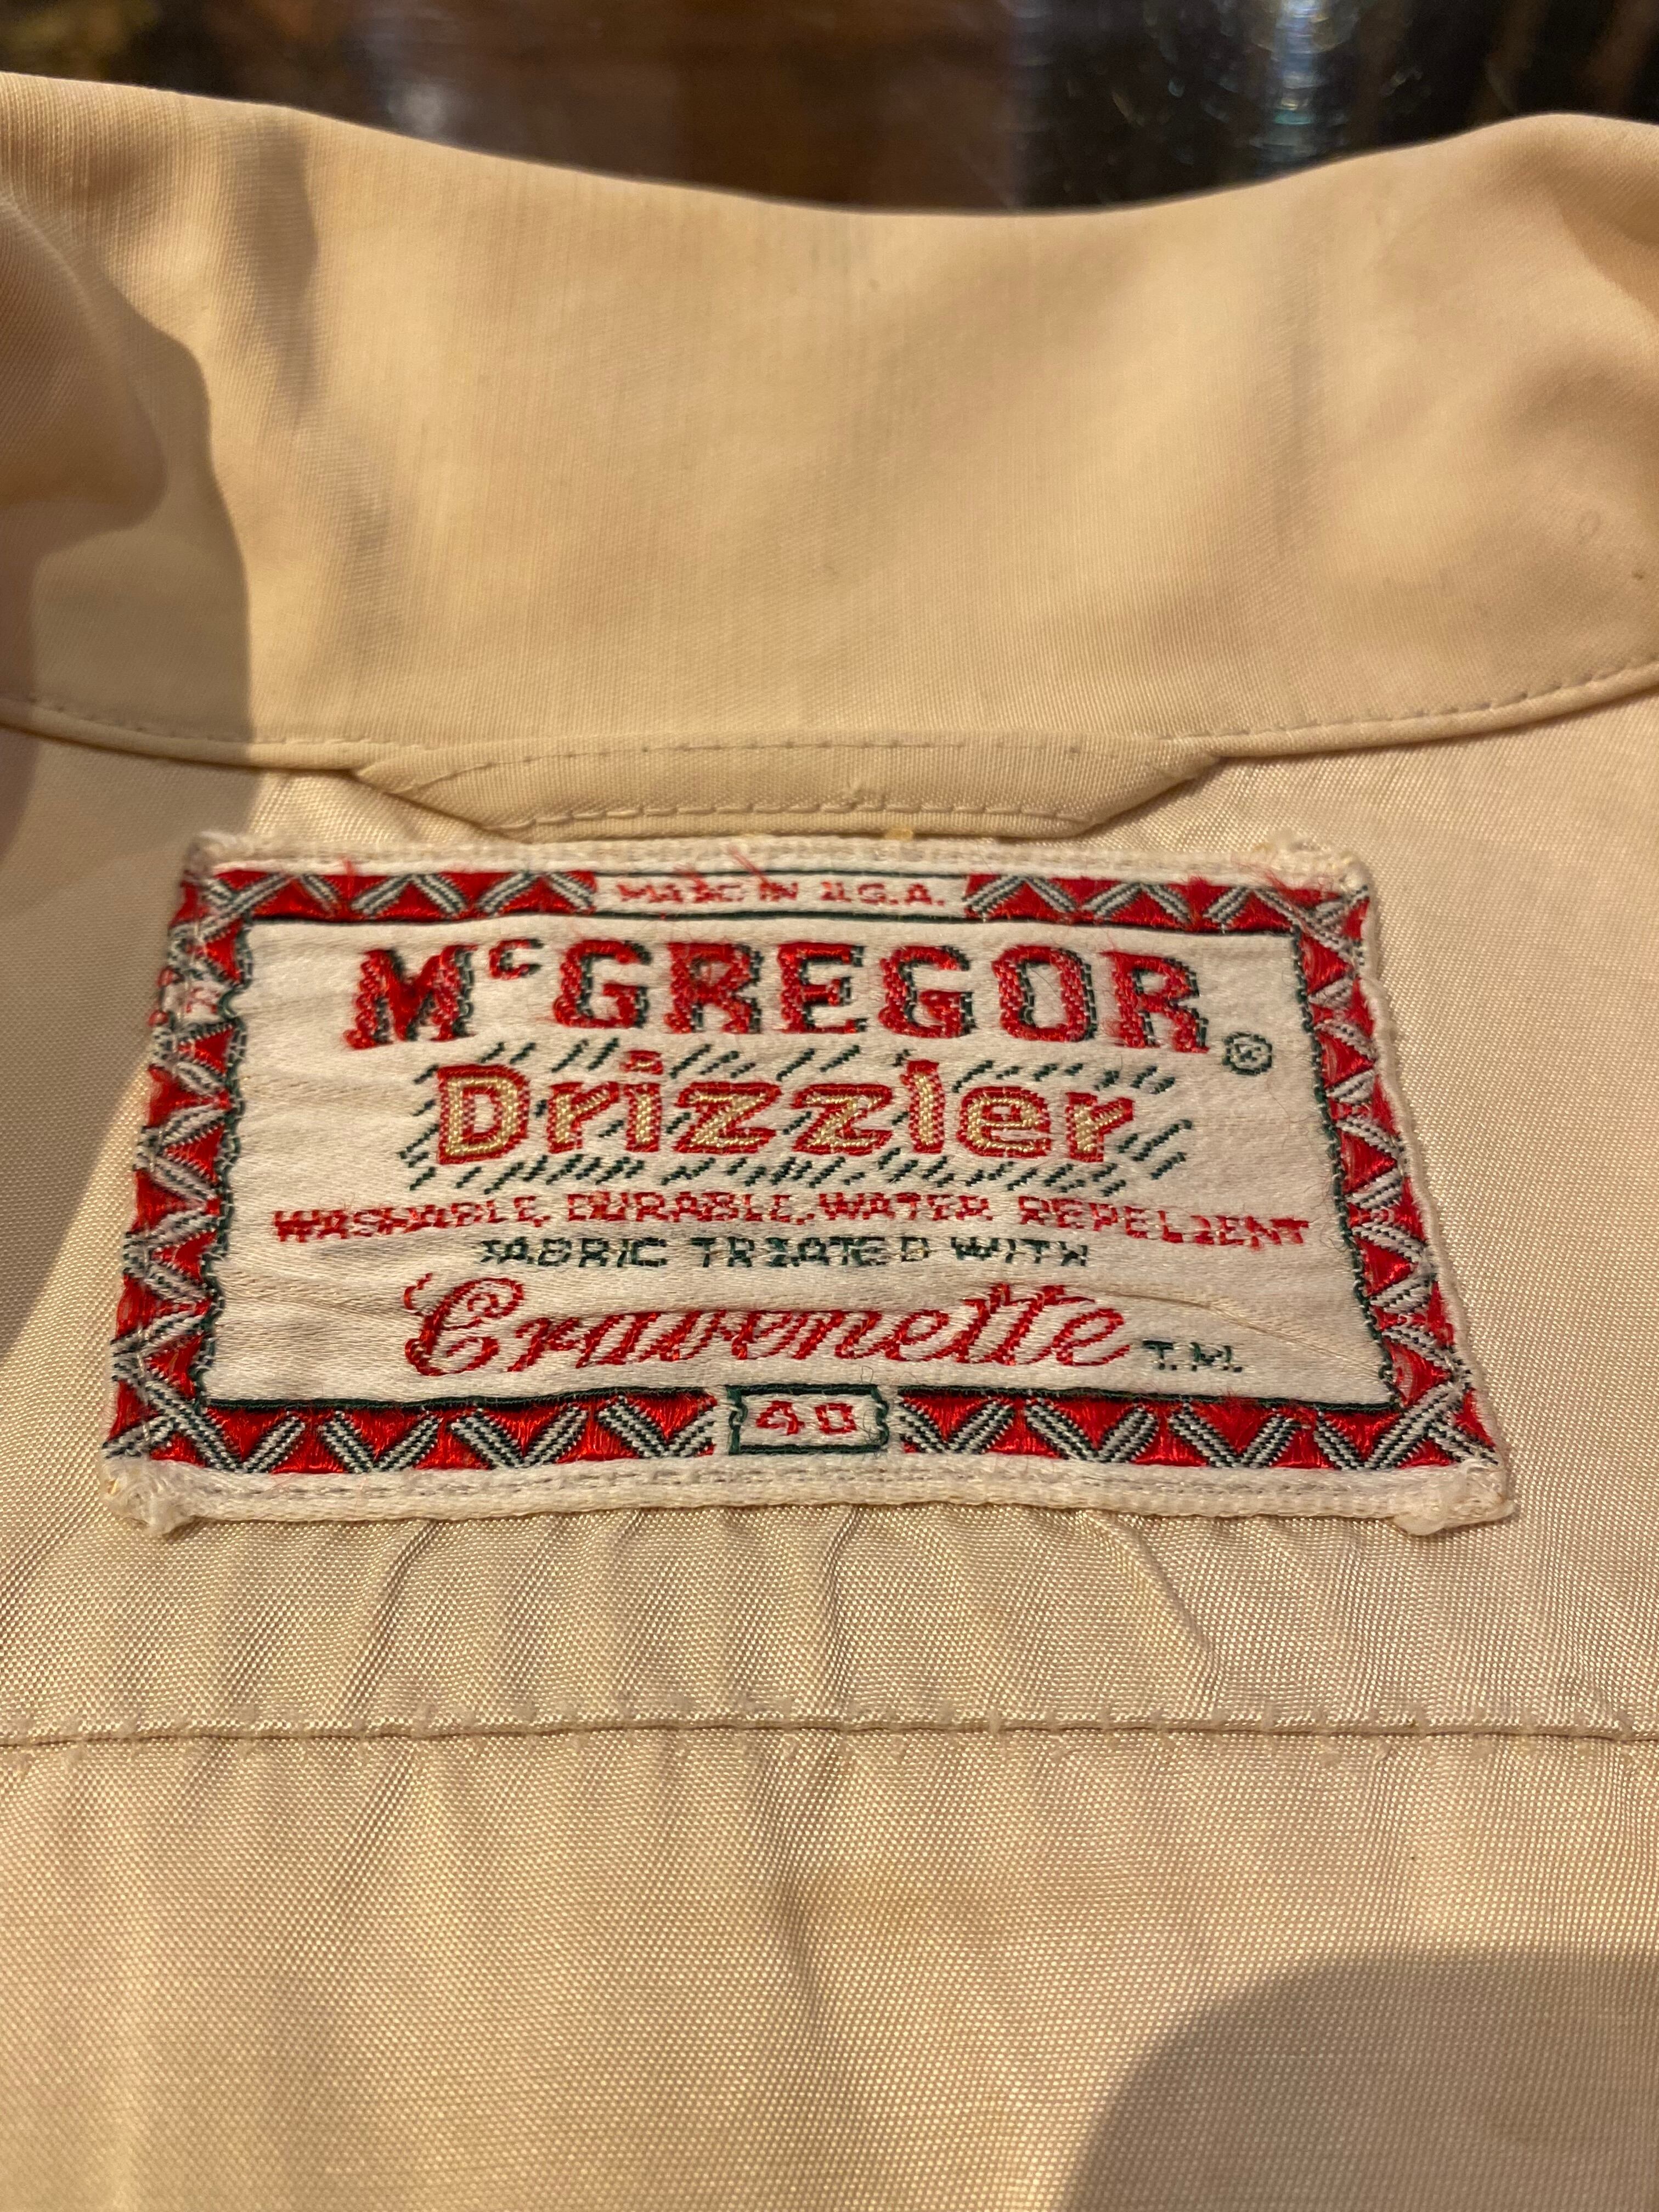 MADE IN U.S.A.
McGREGOR®
Drizzler
WASHABLE, DURABLE, WATER REPELLENT
FABRIC TREATED WITH
Cravenette T.M.
40